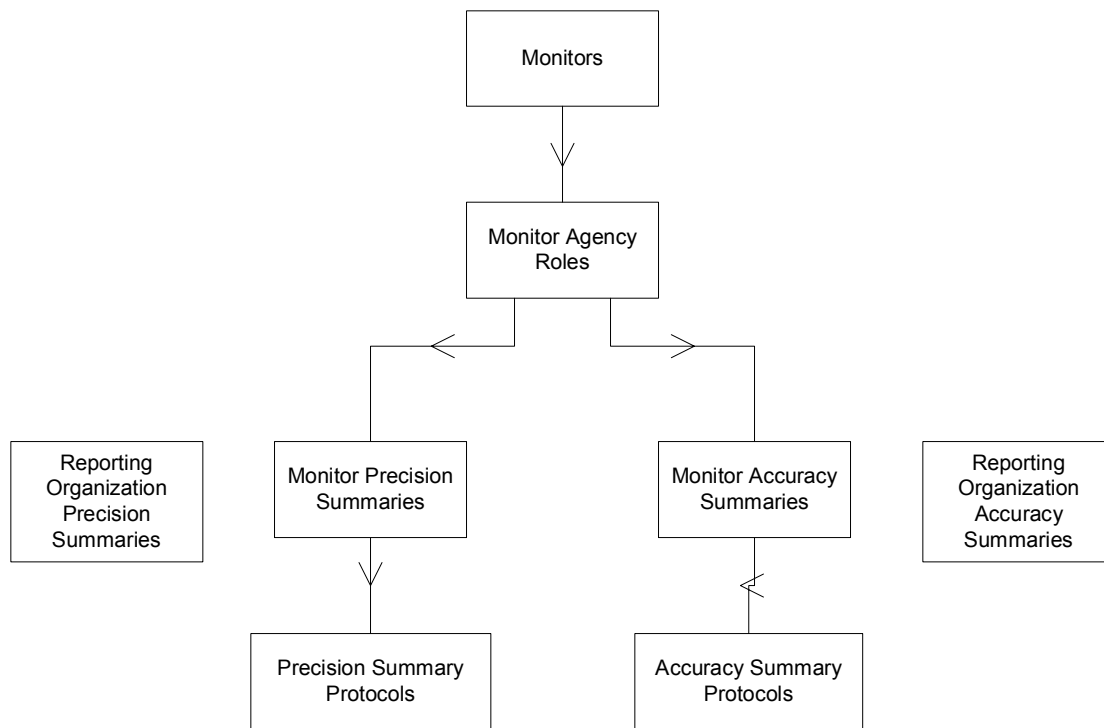 Monitors
Monitor Agency
Roles
Reporting
Organization
Precision
Summaries
Monitor Precision
Summaries
Monitor Accuracy
Summaries
Reporting
Organization
Accuracy
Summaries
Precision Summary
Protocols
Accuracy Summary
Protocols